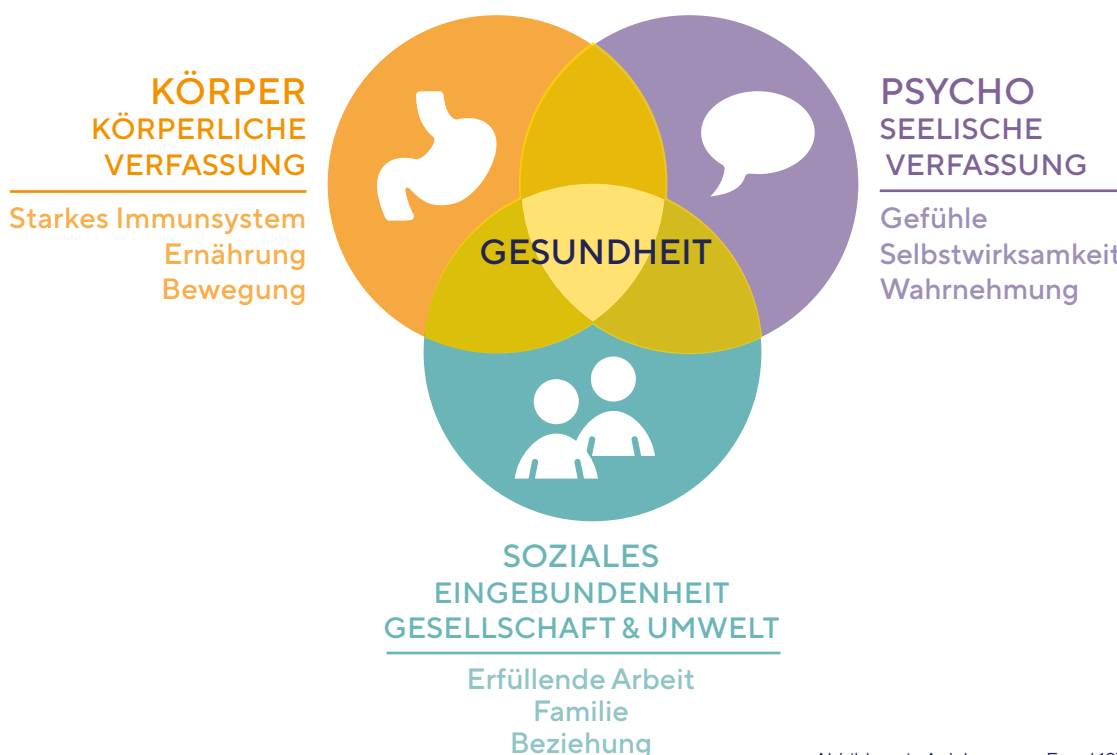 KÖRPER
KÖRPERLICHE
VERFASSUNG
Starkes Immunsystem
Ernährung
Bewegung
PSYCHO
SEELISCHE
VERFASSUNG
Gefühle
Selbstwirksamkeit
Wahrnehmung
GESUNDHEIT
SOZIALES
EINGEBUNDENHEIT
GESELLSCHAFT & UMWELT
Erfüllende Arbeit
Familie
Beziehung